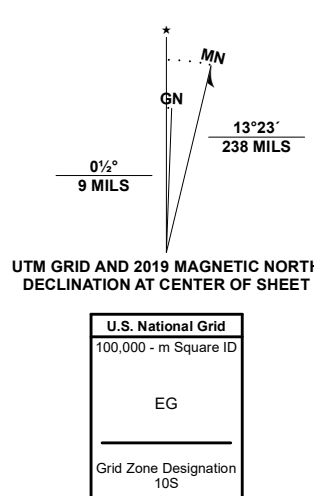 ★
MN
GN
13°23´
238 MILS
0½°
9 MILS
UTM GRID AND 2019 MAGNETIC NORTH
DECLINATION AT CENTER OF SHEET
U.S. National Grid
100,000 - m Square ID
EG
Grid Zone Designation
10S